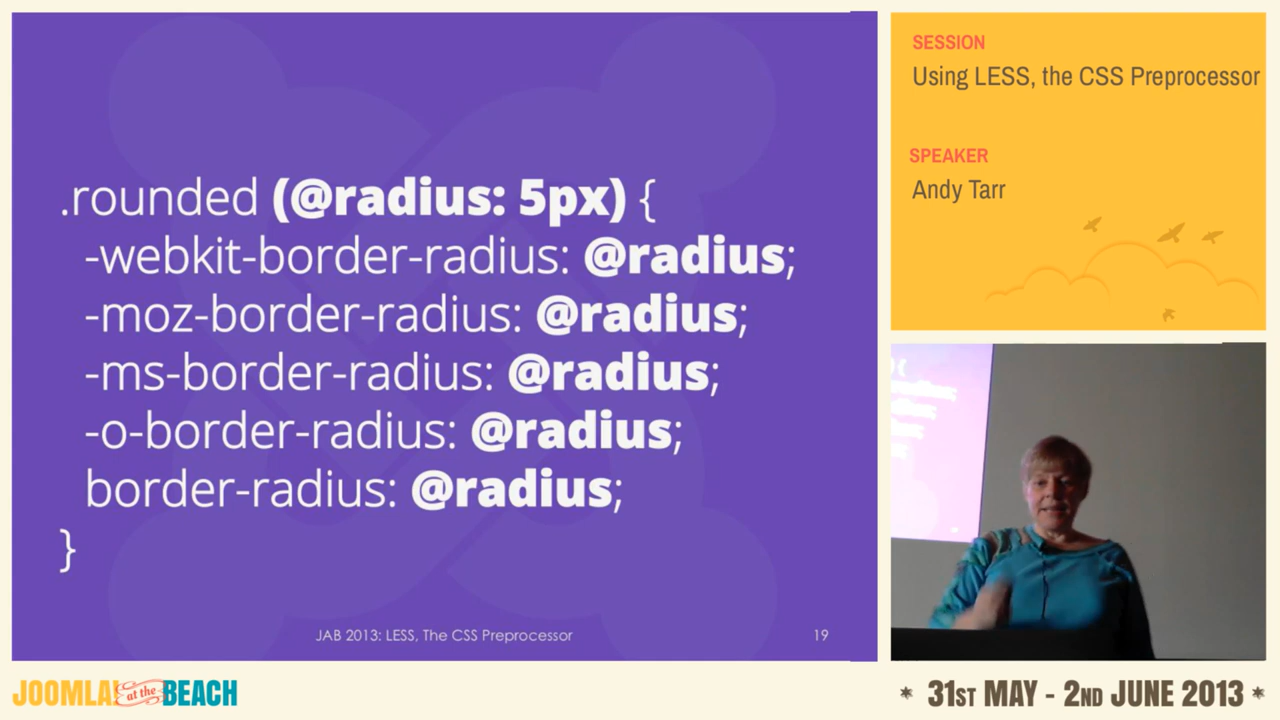 .rounded (@radius: 5px) {
-webkit-border-radius: @radius;
-moz-border-radius: @radius;
-ms-border-radius: @radius;
-o-border-radius: @radius;
border-radius: @radius;
}
JAB 2013: LESS, The CSS Preprocessor
19
SESSION
Using LESS, the CSS Preprocessor
SPEAKER
Andy Tarr
JOOMLA! at the BEACH
* 31ST MAY - 2ND JUNE 2013 *